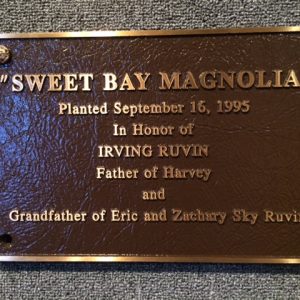 "SWEET BAY MAGNOLIA
Planted September 16, 1995
In Honor of
IRVING RUVIN
Father of Harvey
and
Grandfather of Eric and Zachary Sky Ruvin